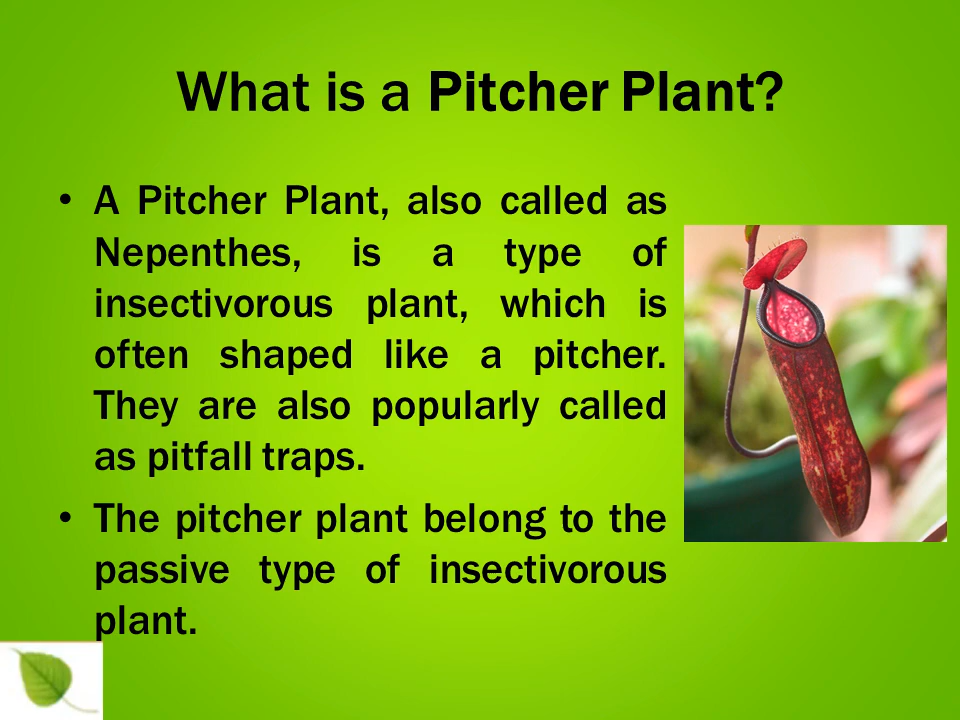 What is a Pitcher Plant?
• A Pitcher Plant, also called as
Nepenthes, is a type of
insectivorous plant, which is
often shaped like a pitcher.
They are also popularly called
as pitfall traps.
• The pitcher plant belong to the
passive type of insectivorous
plant.